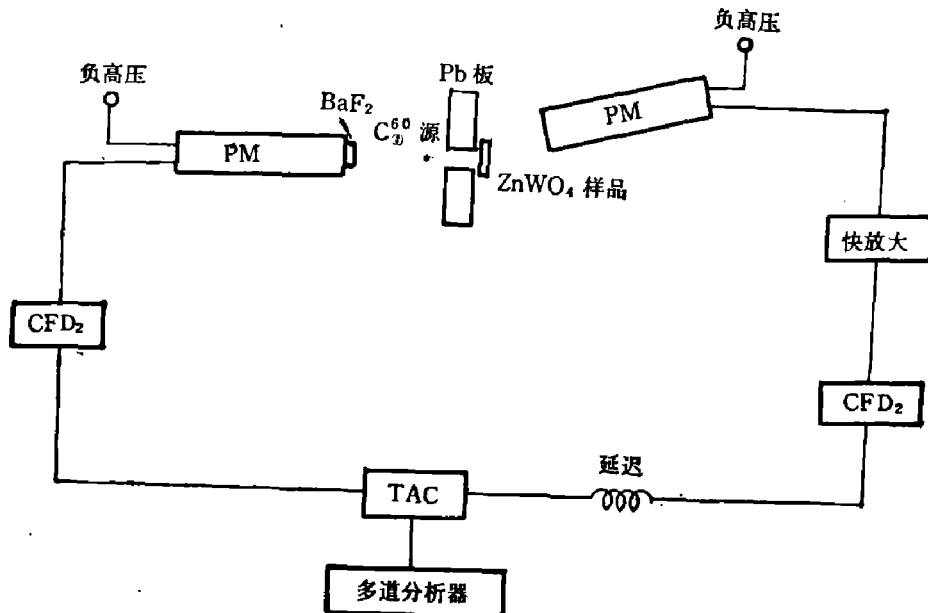 负高压
负高压
Pb 板
BaF₂
C⁶⁰ 源
PM
PM
ZnWO₄ 样品
快放大
CFD₂
CFD₂
延迟
TAC
多道分析器